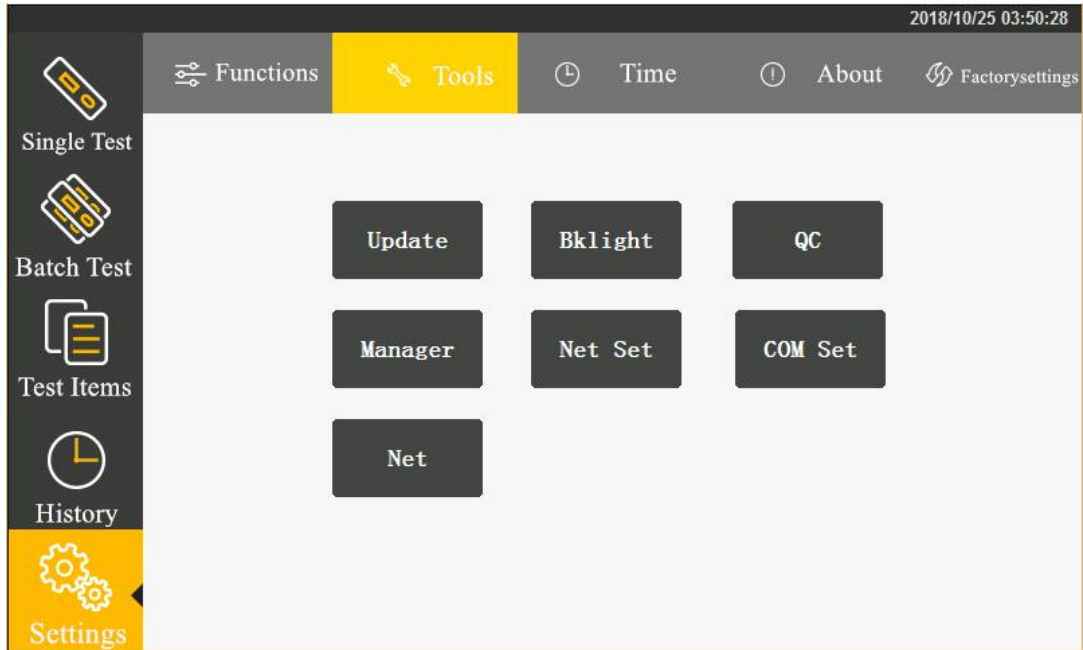 2018/10/25 03:50:28
Functions
Tools
Time
About
Factorysettings
Single Test
Batch Test
Test Items
History
Settings
Update
Bklight
QC
Manager
Net Set
COM Set
Net